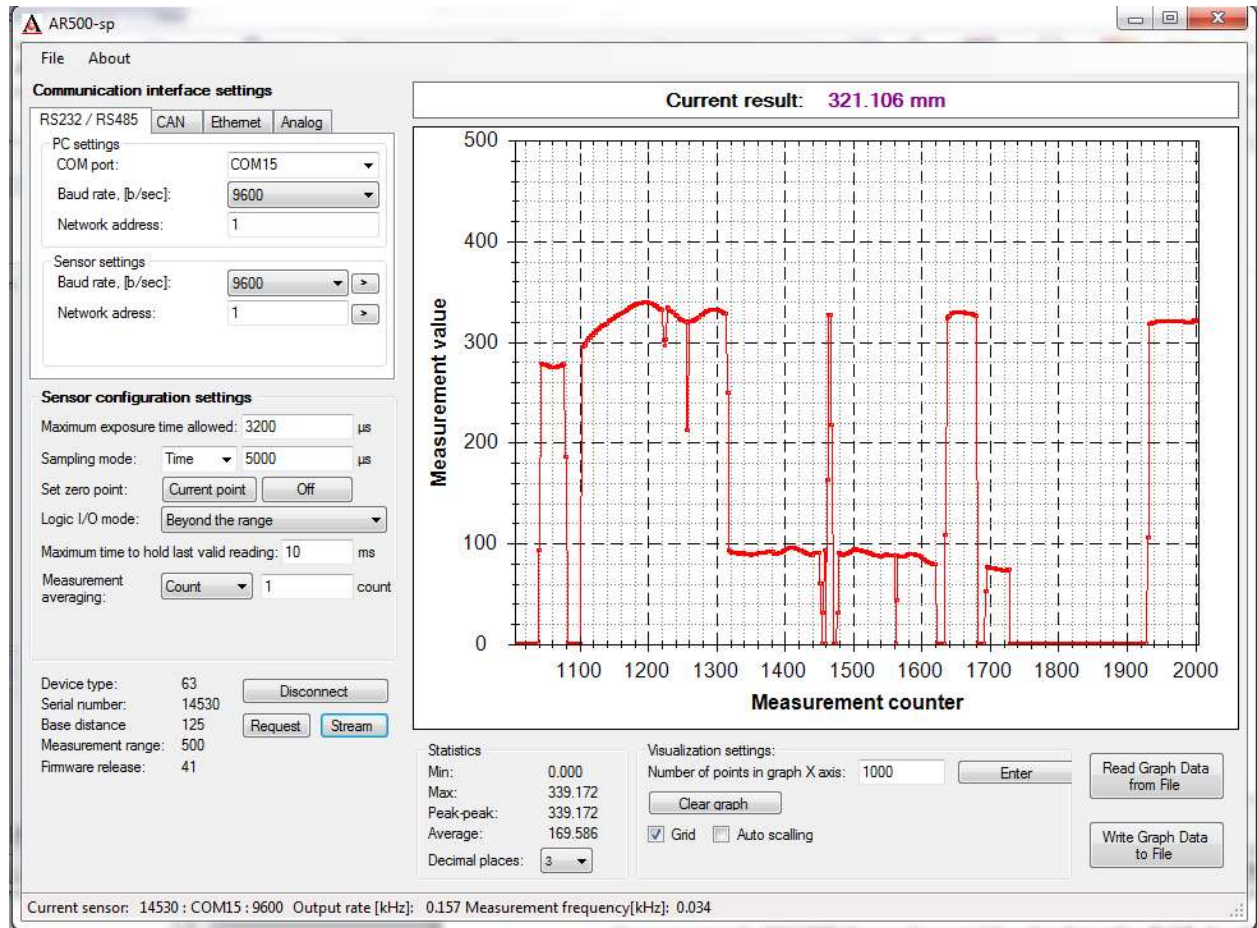 AR500-sp
File About
Communication interface settings
RS232 / RS485 CAN Ethernet Analog
PC settings
COM port: COM15
Baud rate, [b/sec]: 9600
Network address: 1
Sensor settings
Baud rate, [b/sec]: 9600 >
Network adress: 1 >
Sensor configuration settings
Maximum exposure time allowed: 3200 µs
Sampling mode: Time 5000 µs
Set zero point: Current point Off
Logic I/O mode: Beyond the range
Maximum time to hold last valid reading: 10 ms
Measurement
averaging: Count 1 count
Device type: 63
Serial number: 14530
Base distance 125
Measurement range: 500
Firmware release: 41
Disconnect
Request Stream
Current result: 321.106 mm
Measurement value
500
400
300
200
100
0
1100 1200 1300 1400 1500 1600 1700 1800 1900 2000
Measurement counter
Statistics
Min: 0.000
Max: 339.172
Peak-peak: 339.172
Average: 169.586
Decimal places: 3
Visualization settings:
Number of points in graph X axis: 1000 Enter
Clear graph
Grid Auto scalling
Read Graph Data
from File
Write Graph Data
to File
Current sensor: 14530 : COM15 : 9600 Output rate [kHz]: 0.157 Measurement frequency[kHz]: 0.034